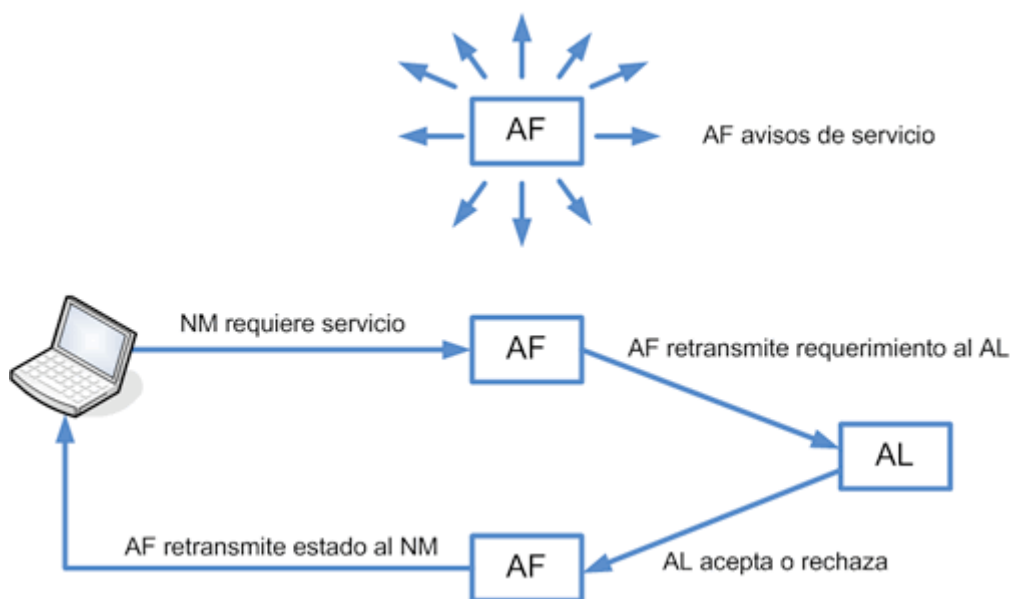 AF
AF avisos de servicio
NM requiere servicio
AF
AF retransmite requerimiento al AL
AL
AF retransmite estado al NM
AF
AL acepta o rechaza